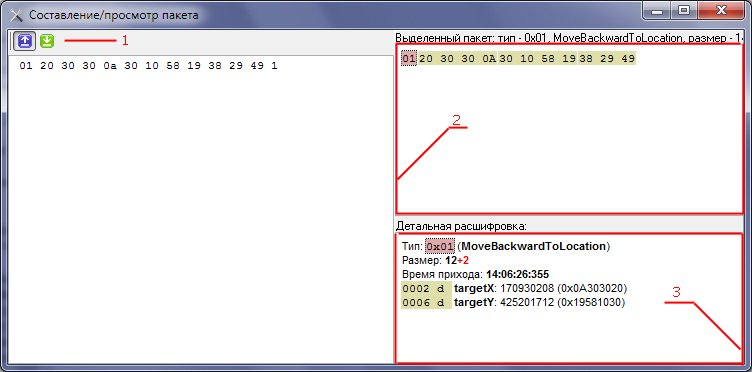 Составление/просмотр пакета
1
01 20 30 30 0a 30 10 58 19 38 29 49 1
Выделенный пакет: тип - 0x01, MoveBackwardToLocation, размер - 14
01 20 30 30 0A 30 10 58 19 38 29 49
2
Детальная расшифровка:
Тип: 0x01 (MoveBackwardToLocation)
Размер: 12+2
Время прихода: 14:06:26:355
0002 d targetX: 170930208 (0x0A303020)
0006 d targetY: 425201712 (0x19581030)
3